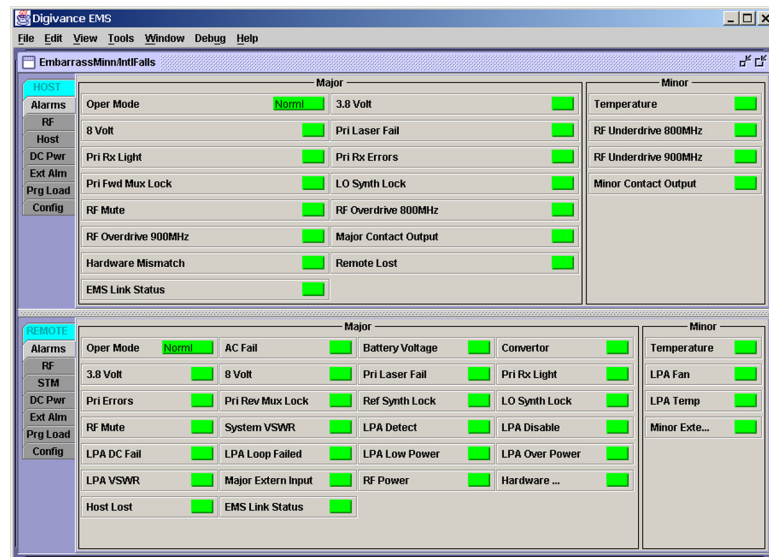 Digivance EMS
File Edit View Tools Window Debug Help
EmbarrassMinn/IntlFalls
HOST
Alarms
RF
Host
DC Pwr
Ext Alm
Prg Load
Config
Major
Oper Mode Norml 3.8 Volt
8 Volt Pri Laser Fail
Pri Rx Light Pri Rx Errors
Pri Fwd Mux Lock LO Synth Lock
RF Mute RF Overdrive 800MHz
RF Overdrive 900MHz Major Contact Output
Hardware Mismatch Remote Lost
EMS Link Status
Minor
Temperature
RF Underdrive 800MHz
RF Underdrive 900MHz
Minor Contact Output
REMOTE
Alarms
RF
STM
DC Pwr
Ext Alm
Prg Load
Config
Major
Oper Mode Norml AC Fail Battery Voltage Convertor
3.8 Volt 8 Volt Pri Laser Fail Pri Rx Light
Pri Errors Pri Rev Mux Lock Ref Synth Lock LO Synth Lock
RF Mute System VSWR LPA Detect LPA Disable
LPA DC Fail LPA Loop Failed LPA Low Power LPA Over Power
LPA VSWR Major Extern Input RF Power Hardware ...
Host Lost EMS Link Status
Minor
Temperature
LPA Fan
LPA Temp
Minor Exte...